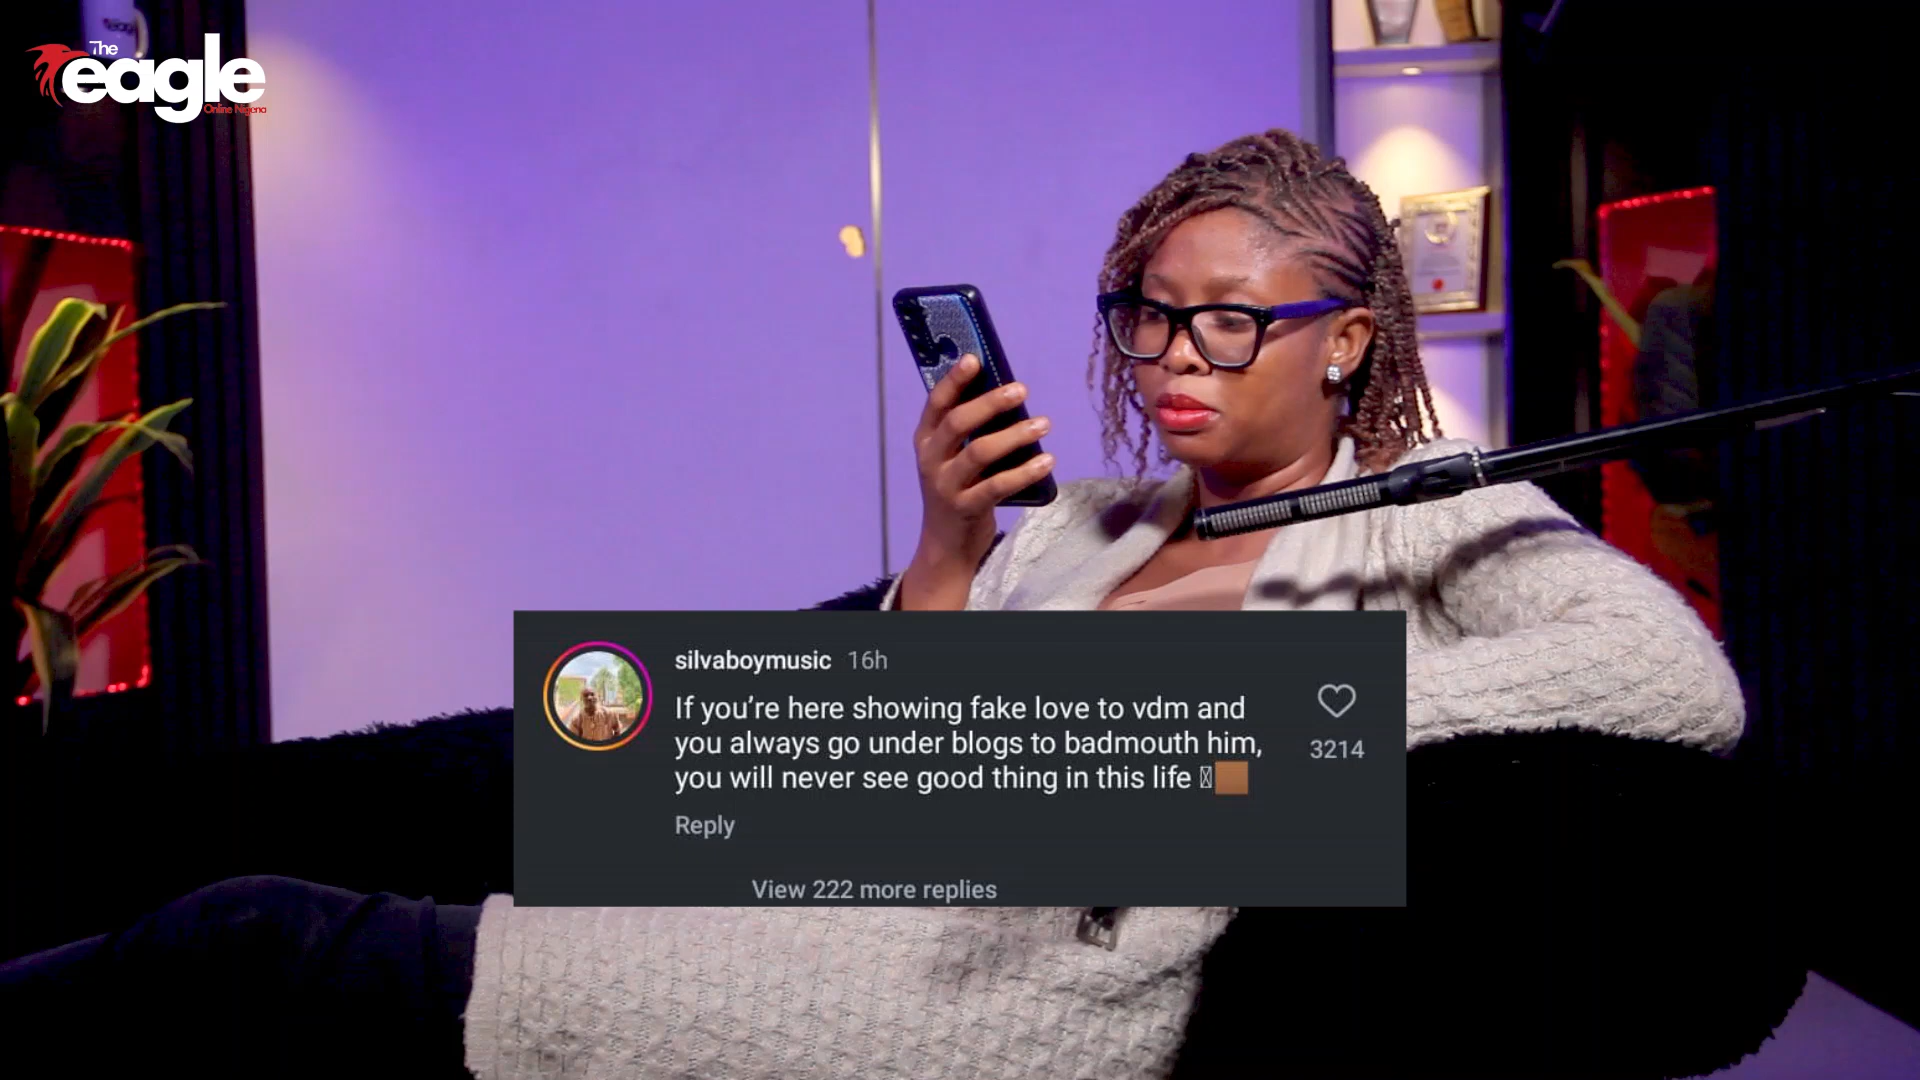 The
eagle
Online Nigeria
silvaboymusic 16h
If you’re here showing fake love to vdm and
you always go under blogs to badmouth him,
you will never see good thing in this life
3214
Reply
View 222 more replies